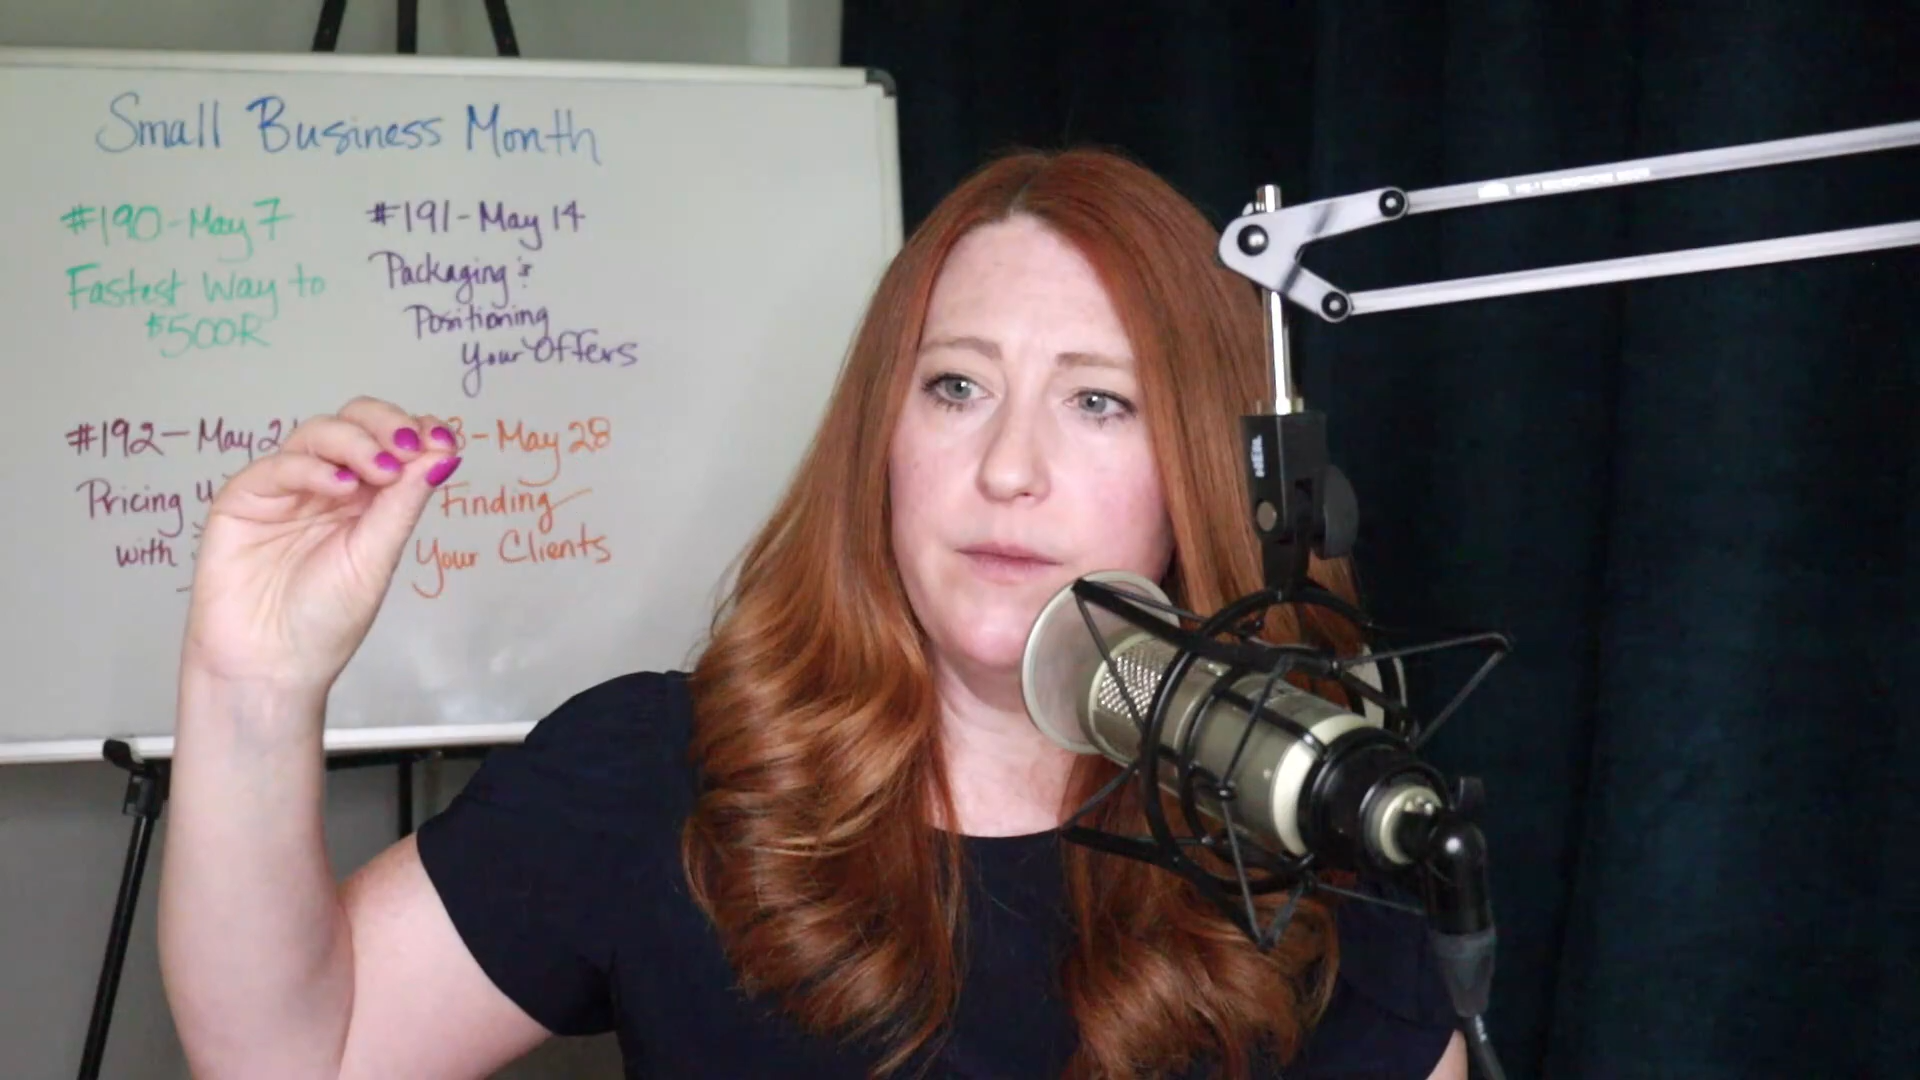 Small Business Month
#190-May 7
Fastest Way to
$500K
#191-May 14
Packaging &
Positioning
Your Offers
#192-May 2
Pricing
with
3-May 28
Finding
Your Clients
HEIL